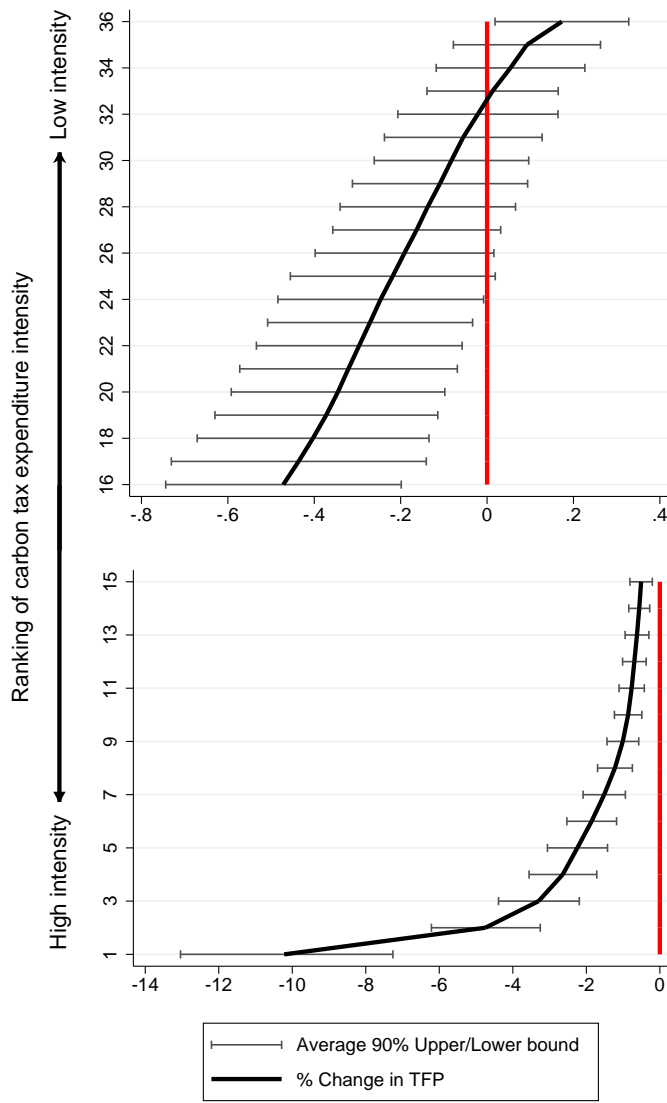 Ranking of carbon tax expenditure intensity
Low intensity
High intensity
36
34
32
30
28
26
24
22
20
18
16
-.8 -.6 -.4 -.2 0 .2 .4
15
13
11
9
7
5
3
1
-14 -12 -10 -8 -6 -4 -2 0
Average 90% Upper/Lower bound
% Change in TFP